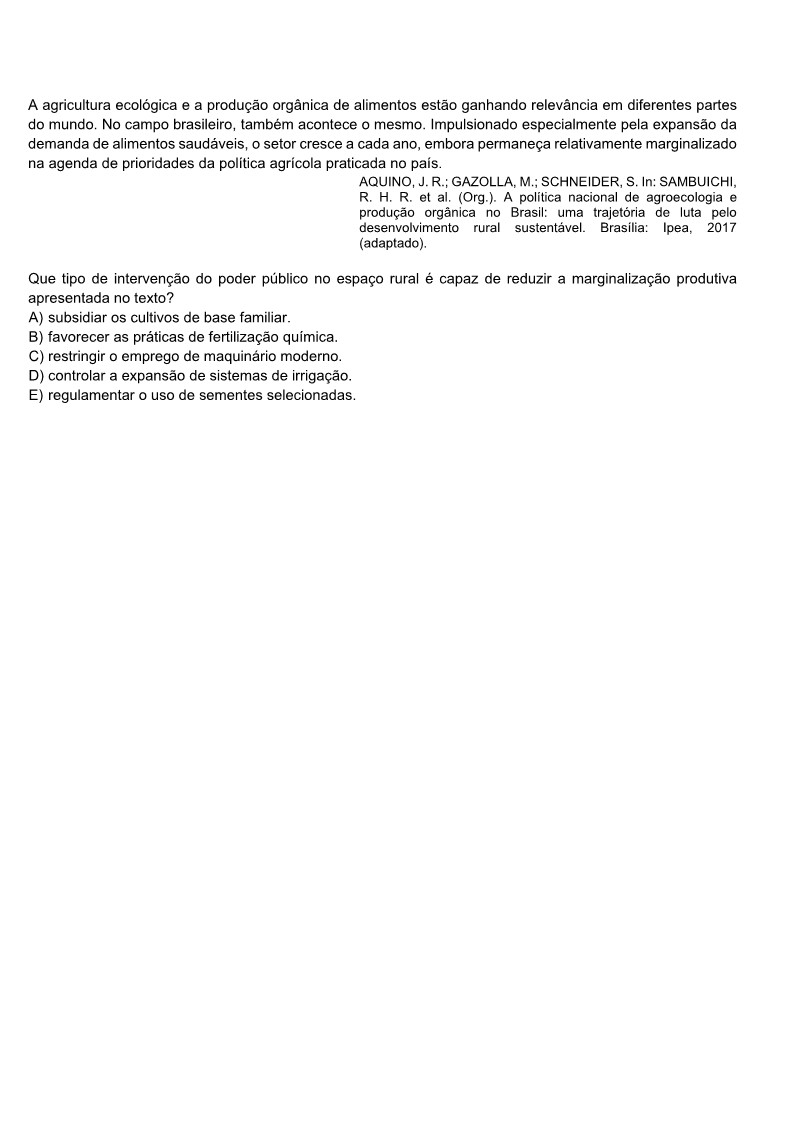 A agricultura ecológica e a produção orgânica de alimentos estão ganhando relevância em diferentes partes
do mundo. No campo brasileiro, também acontece o mesmo. Impulsionado especialmente pela expansão da
demanda de alimentos saudáveis, o setor cresce a cada ano, embora permaneça relativamente marginalizado
na agenda de prioridades da política agrícola praticada no país.
AQUINO, J. R.; GAZOLLA, M.; SCHNEIDER, S. In: SAMBUICHI,
R. H. R. et al. (Org.). A política nacional de agroecologia e
produção orgânica no Brasil: uma trajetória de luta pelo
desenvolvimento rural sustentável. Brasília: Ipea, 2017
(adaptado).
Que tipo de intervenção do poder público no espaço rural é capaz de reduzir a marginalização produtiva
apresentada no texto?
A) subsidiar os cultivos de base familiar.
B) favorecer as práticas de fertilização química.
C) restringir o emprego de maquinário moderno.
D) controlar a expansão de sistemas de irrigação.
E) regulamentar o uso de sementes selecionadas.